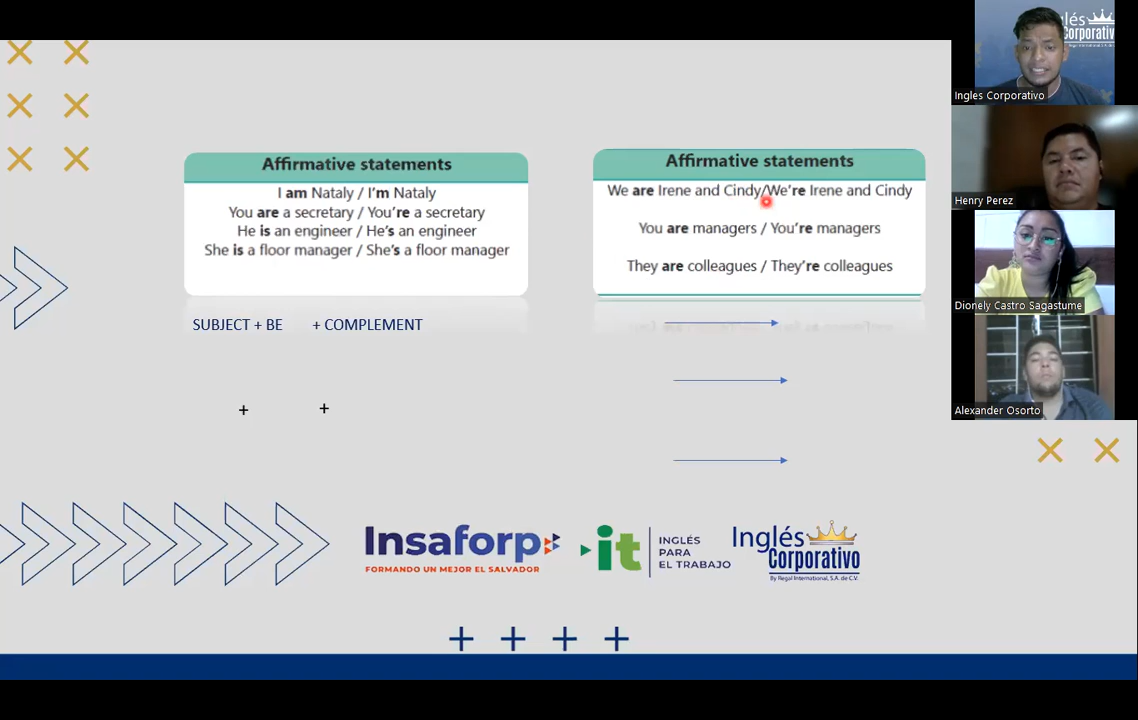 Affirmative statements
I am Nataly / I'm Nataly
You are a secretary / You're a secretary
He is an engineer / He's an engineer
She is a floor manager / She's a floor manager
Affirmative statements
We are Irene and Cindy/We're Irene and Cindy
You are managers / You're managers
They are colleagues / They're colleagues
SUBJECT + BE + COMPLEMENT
+ +
Insaforp
FORMANDO UN MEJOR EL SALVADOR
it
INGLÉS
PARA
EL TRABAJO
Inglés
Corporativo
By Regal International, S.A. de C.V.
lés
Corporativo
Ingles Corporativo
Henry Perez
Dionely Castro Sagastume
Alexander Osorto